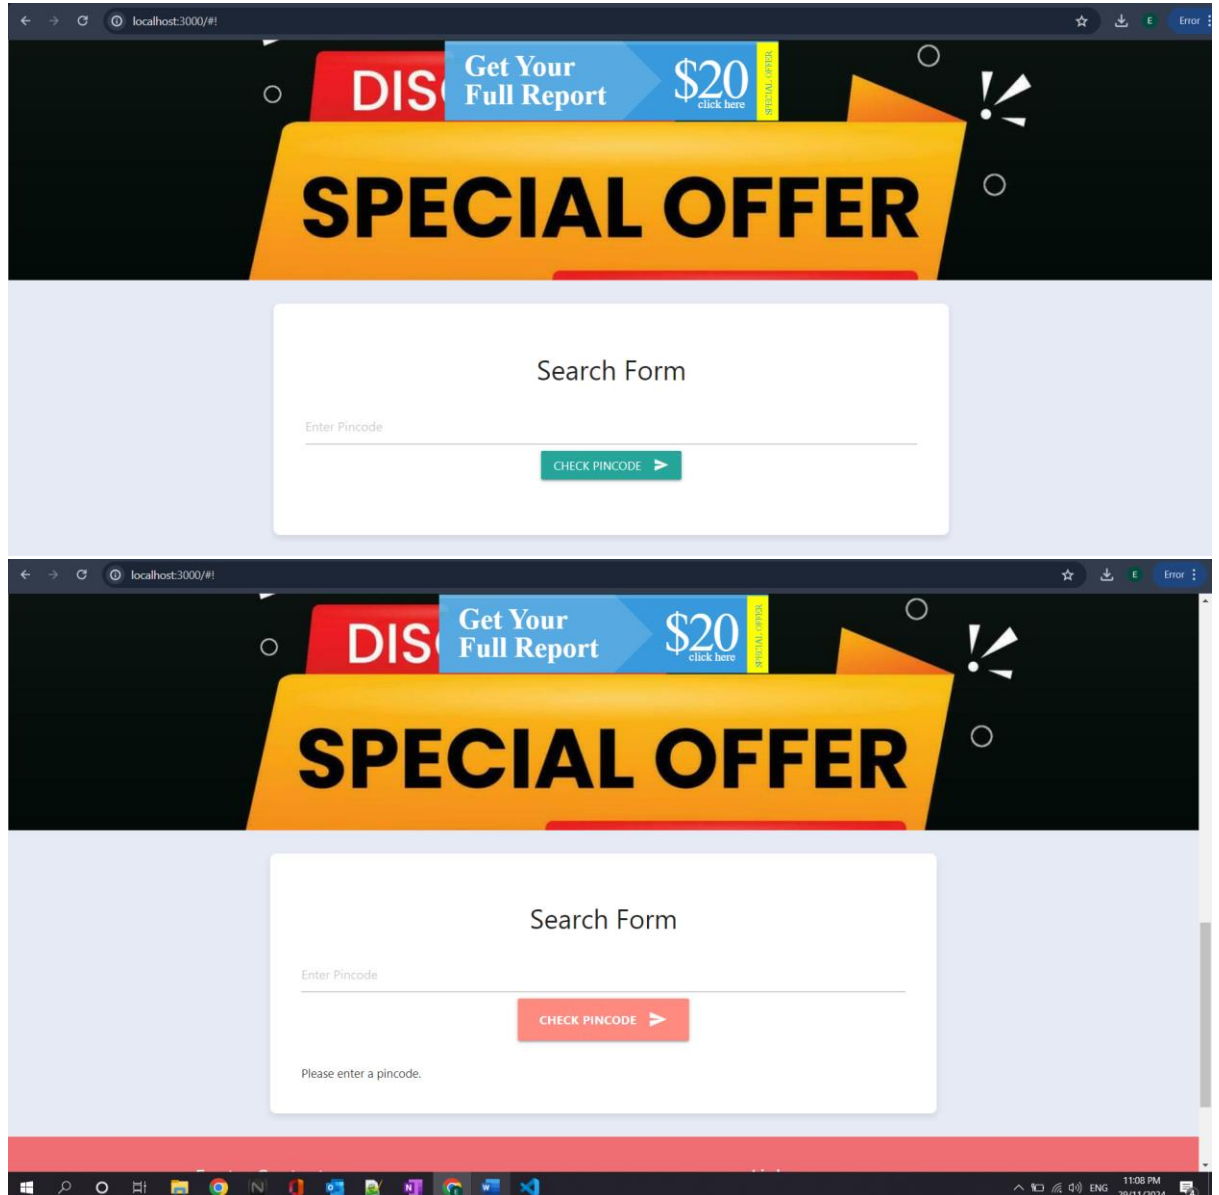 localhost:3000/#!
E
Error
DIS
Get Your
Full Report
$20
click here
SPECIAL OFFER
SPECIAL OFFER
Search Form
Enter Pincode
CHECK PINCODE
localhost:3000/#!
E
Error
DIS
Get Your
Full Report
$20
click here
SPECIAL OFFER
SPECIAL OFFER
Search Form
Enter Pincode
CHECK PINCODE
Please enter a pincode.
ENG
11:08 PM